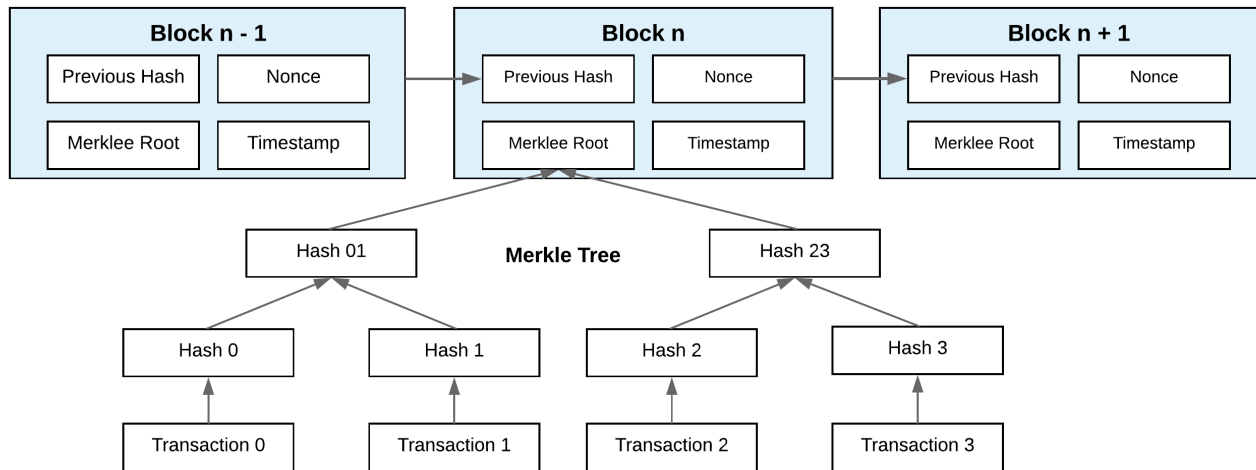 Block n - 1
Block n
Block n + 1
Previous Hash
Nonce
Previous Hash
Nonce
Previous Hash
Nonce
Merklee Root
Timestamp
Merklee Root
Timestamp
Merklee Root
Timestamp
Hash 01
Merkle Tree
Hash 23
Hash 0
Hash 1
Hash 2
Hash 3
Transaction 0
Transaction 1
Transaction 2
Transaction 3